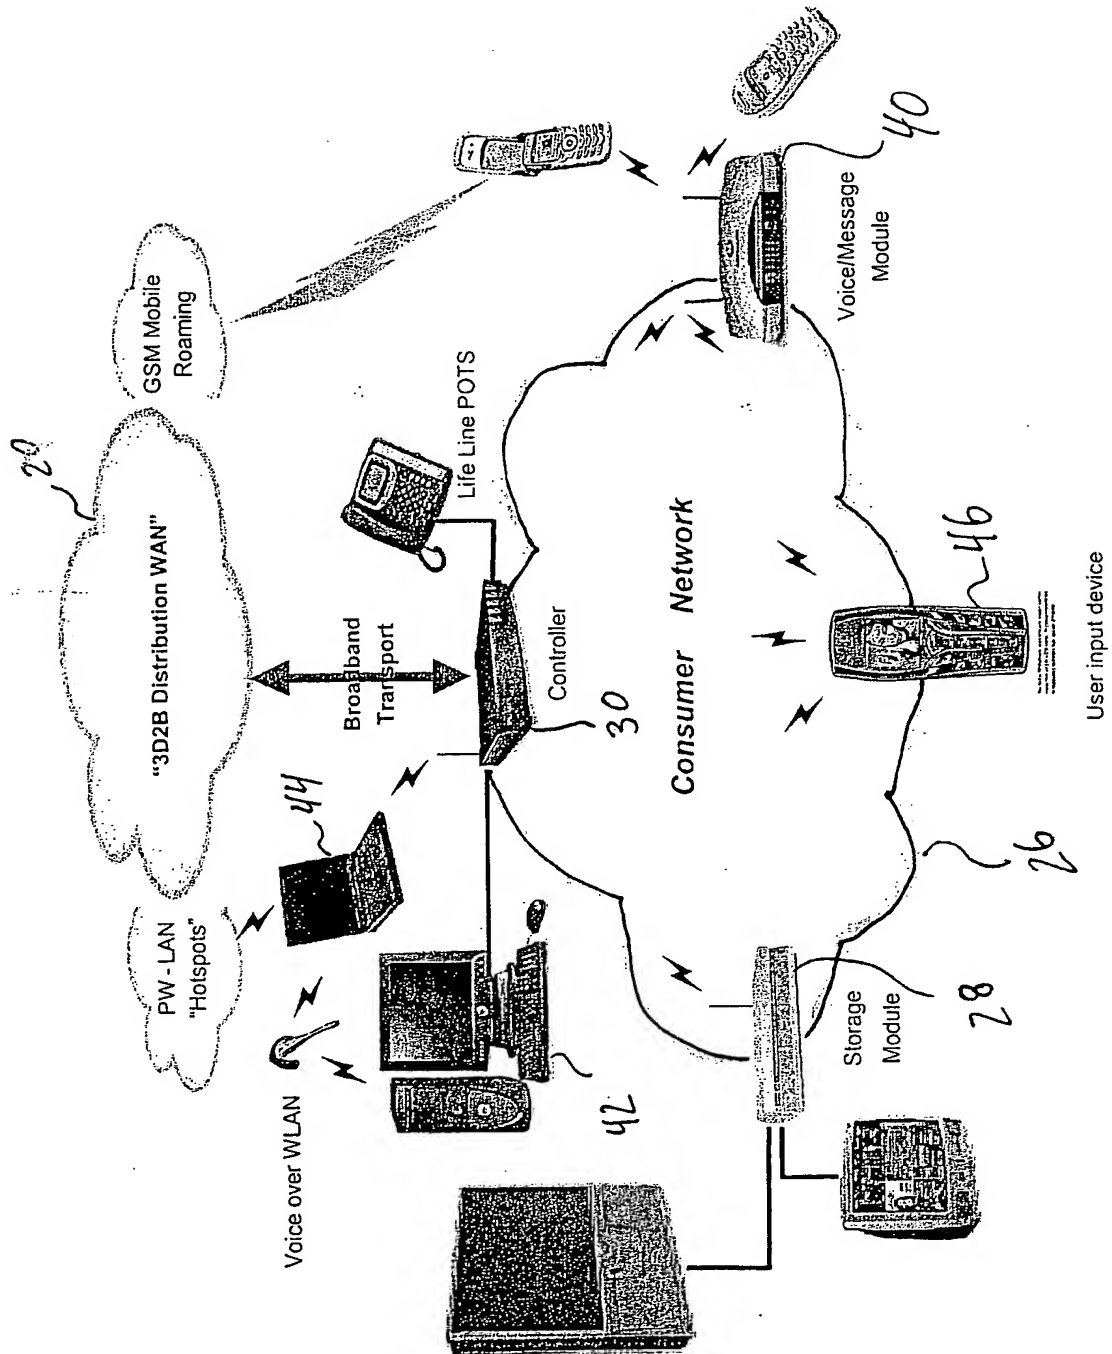 20
"3D2B Distribution WAN"
PW - LAN
"Hotspots"
GSM Mobile
Roaming
44
Broadband
Transport
Voice over WLAN
Life Line POTS
42
Controller
30
Consumer Network
Voice/Message
Module
40
Storage
Module
28
26
46
User input device